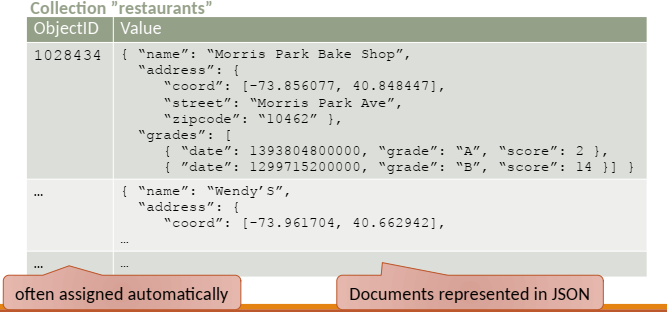 Collection ”restaurants”
ObjectID Value
1028434 { “name”: “Morris Park Bake Shop”,
“address”: {
“coord”: [-73.856077, 40.848447],
“street”: “Morris Park Ave”,
“zipcode”: “10462” },
“grades”: [
{ “date”: 1393804800000, “grade”: “A”, “score”: 2 },
{ ”date”: 1299715200000, “grade”: “B”, “score”: 14 }] }
… { “name”: “Wendy’S”,
“address”: {
“coord”: [-73.961704, 40.662942],
…
… …
often assigned automatically
Documents represented in JSON